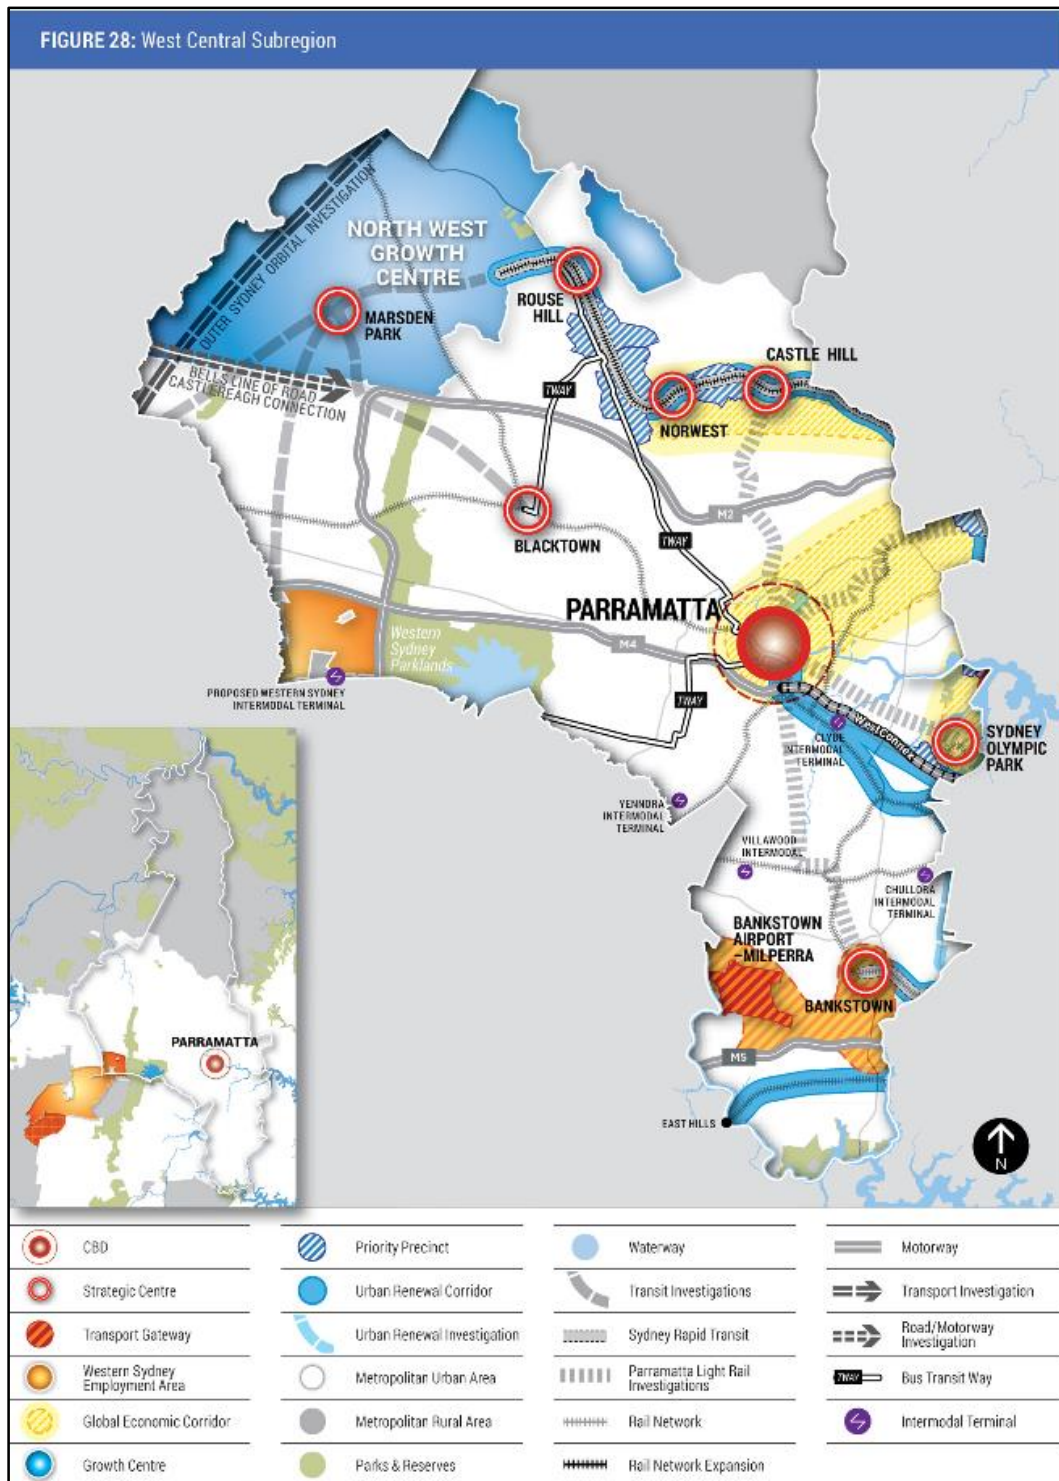 FIGURE 28: West Central Subregion
OUTER SYDNEY ORBITAL INVESTIGATION
NORTH WEST
GROWTH
CENTRE
MARSDEN
PARK
ROUSE
HILL
BELLS LINE OF ROAD
CASTLEREAGH CONNECTION
CASTLE HILL
NORWEST
TWAY
M2
BLACKTOWN
TWAY
PARRAMATTA
M4
Western
Sydney
Parklands
TWAY
PROPOSED WESTERN SYDNEY
INTERMODAL TERMINAL
WestConnex
CLYDE
INTERMODAL
TERMINAL
SYDNEY
OLYMPIC
PARK
YENNORA
INTERMODAL
TERMINAL
VILLAWOOD
INTERMODAL
CHULLORA
INTERMODAL
TERMINAL
BANKSTOWN
AIRPORT
–MILPERRA
BANKSTOWN
M5
EAST HILLS
PARRAMATTA
N
CBD
Strategic Centre
Transport Gateway
Western Sydney
Employment Area
Global Economic Corridor
Growth Centre
Priority Precinct
Urban Renewal Corridor
Urban Renewal Investigation
Metropolitan Urban Area
Metropolitan Rural Area
Parks & Reserves
Waterway
Transit Investigations
Sydney Rapid Transit
Parramatta Light Rail
Investigations
Rail Network
Rail Network Expansion
Motorway
Transport Investigation
Road/Motorway
Investigation
TWAY
Bus Transit Way
Intermodal Terminal